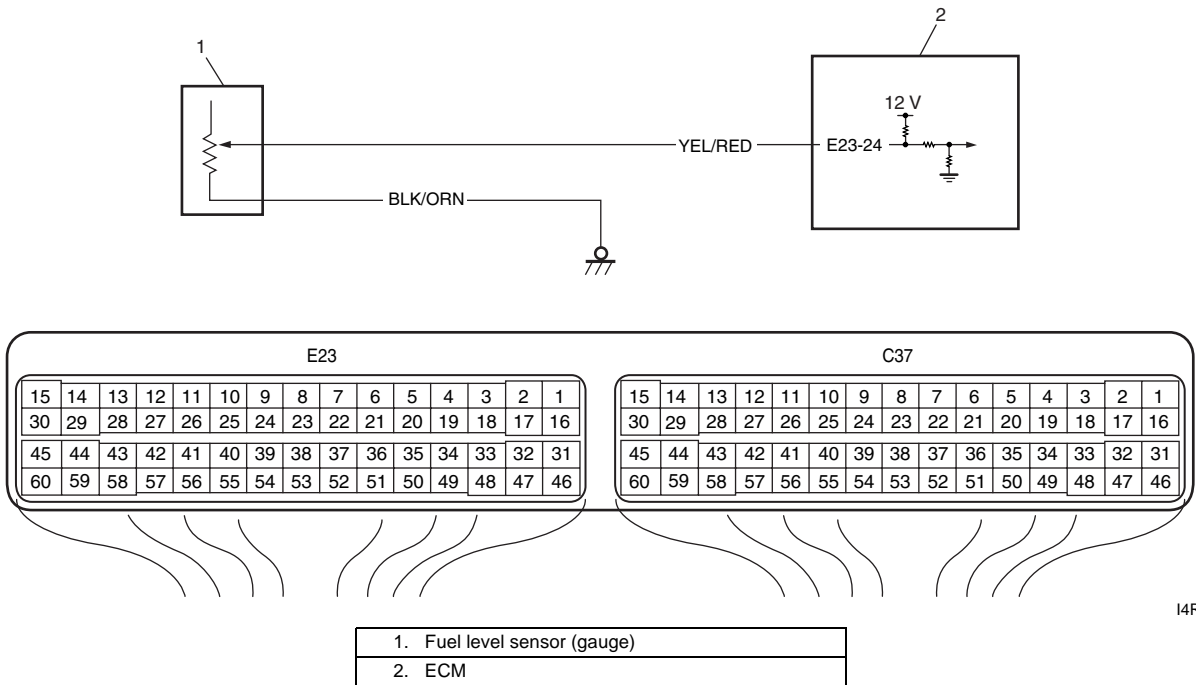 2
1
12 V
YEL/RED
E23-24
BLK/ORN
E23 C37
15 14 13 12 11 10 9 8 7 6 5 4 3 2 1 15 14 13 12 11 10 9 8 7 6 5 4 3 2 1
30 29 28 27 26 25 24 23 22 21 20 19 18 17 16 30 29 28 27 26 25 24 23 22 21 20 19 18 17 16
45 44 43 42 41 40 39 38 37 36 35 34 33 32 31 45 44 43 42 41 40 39 38 37 36 35 34 33 32 31
60 59 58 57 56 55 54 53 52 51 50 49 48 47 46 60 59 58 57 56 55 54 53 52 51 50 49 48 47 46
1. Fuel level sensor (gauge)
2. ECM